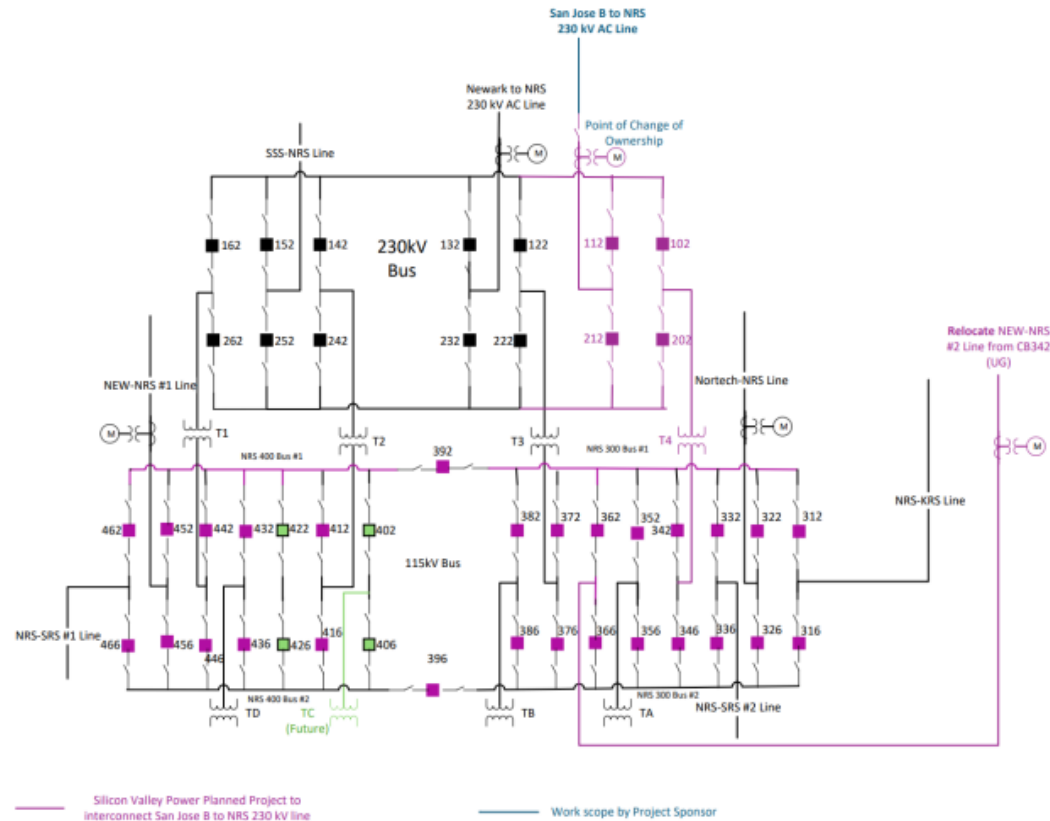 San Jose B to NRS
230 kV AC Line
Newark to NRS
230 kV AC Line
Point of Change of
Ownership
SSS-NRS Line
M
M
162
152
142
230kV
Bus
132
122
112
102
262
252
242
232
222
212
202
Relocate NEW-NRS
#2 Line from CB342
(UG)
NEW-NRS #1 Line
Nortech-NRS Line
M
T1
T2
T3
T4
M
M
NRS 400 Bus #1
392
NRS 300 Bus #1
NRS-KRS Line
462
452
442
432
422
412
402
382
372
362
352
342
332
322
312
115kV Bus
NRS-SRS #1 Line
466
456
446
436
426
416
406
386
376
366
356
346
336
326
316
396
NRS 400 Bus #2
NRS 300 Bus #2
NRS-SRS #2 Line
TD
TC
(Future)
TB
TA
Silicon Valley Power Planned Project to
interconnect San Jose B to NRS 230 kV line
Work scope by Project Sponsor